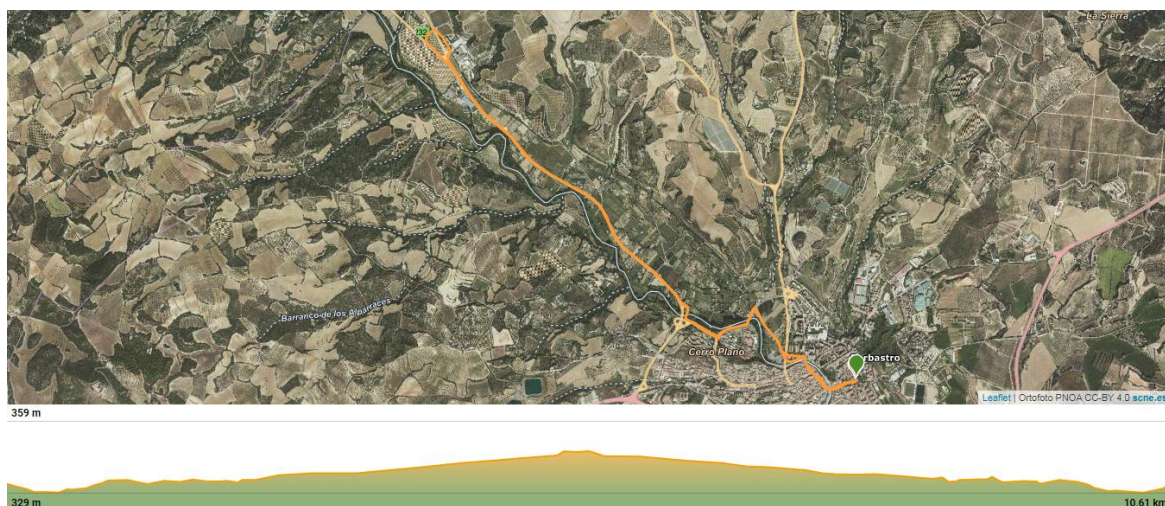 La Sierra
Barranco de los Alparraces
Cerro Plano
rbastro
Leaflet | Ortofoto PNOA CC-BY 4.0 scne.es
359 m
329 m
10.61 km